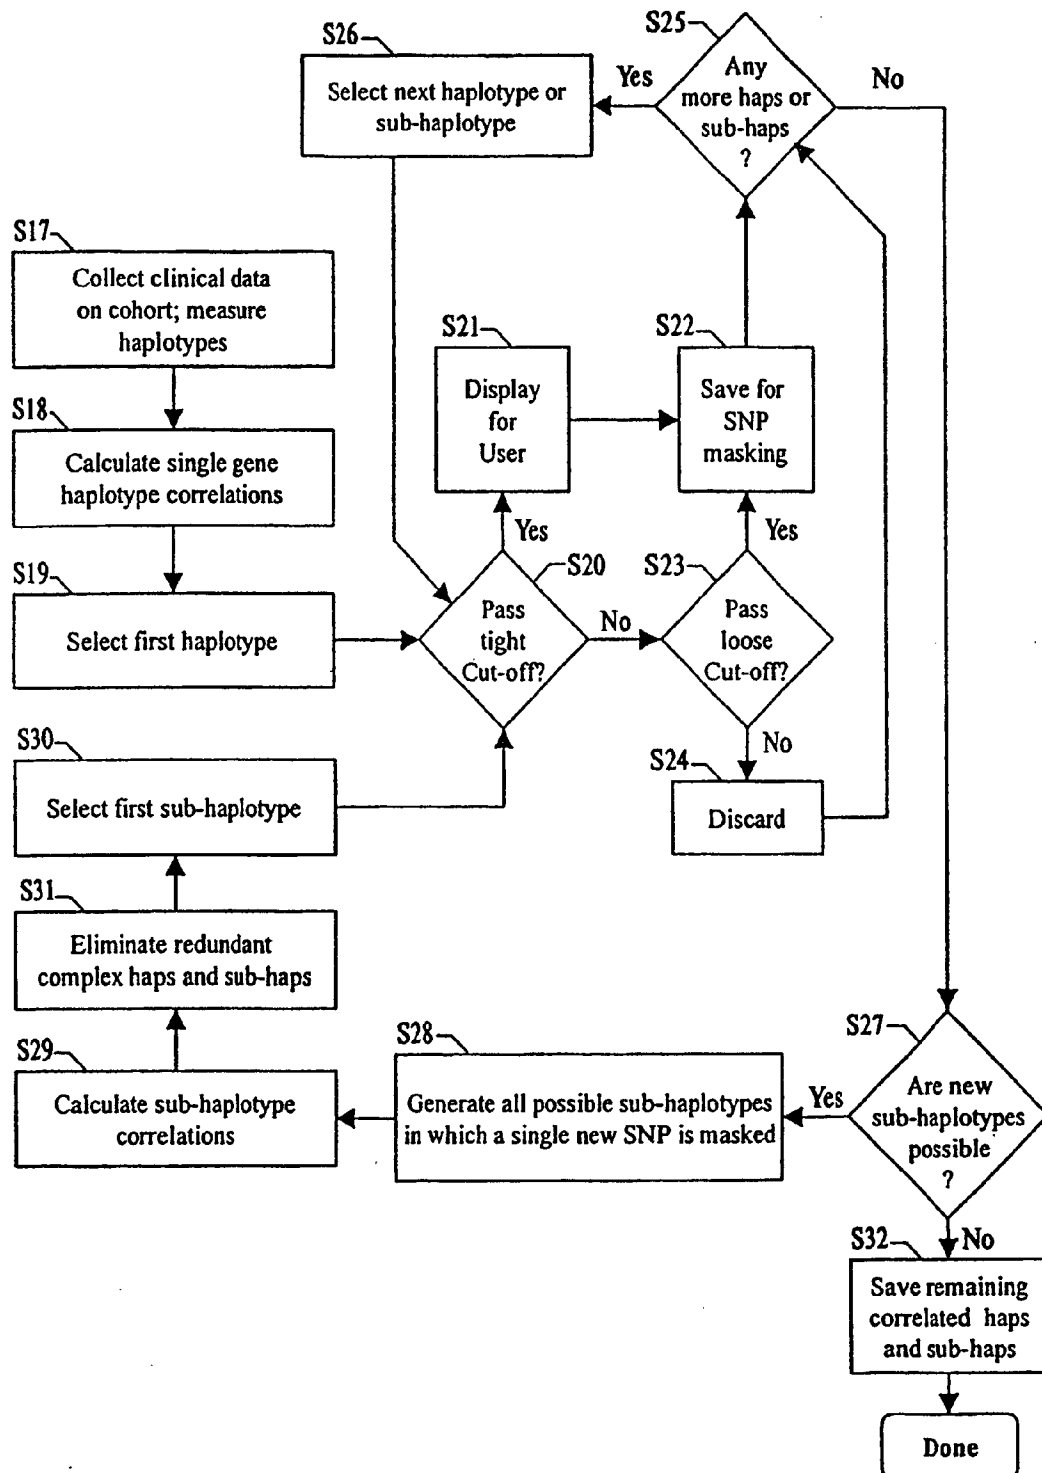 S26
Select next haplotype or
sub-haplotype
S25
Any
more haps or
sub-haps
?
Yes
No
S17
Collect clinical data
on cohort; measure
haplotypes
S18
Calculate single gene
haplotype correlations
S19
Select first haplotype
S21
Display
for
User
S22
Save for
SNP
masking
Yes
Yes
S20
Pass
tight
Cut-off?
No
S23
Pass
loose
Cut-off?
No
S24
Discard
S30
Select first sub-haplotype
S31
Eliminate redundant
complex haps and sub-haps
S29
Calculate sub-haplotype
correlations
S28
Generate all possible sub-haplotypes
in which a single new SNP is masked
Yes
S27
Are new
sub-haplotypes
possible
?
No
S32
Save remaining
correlated haps
and sub-haps
Done